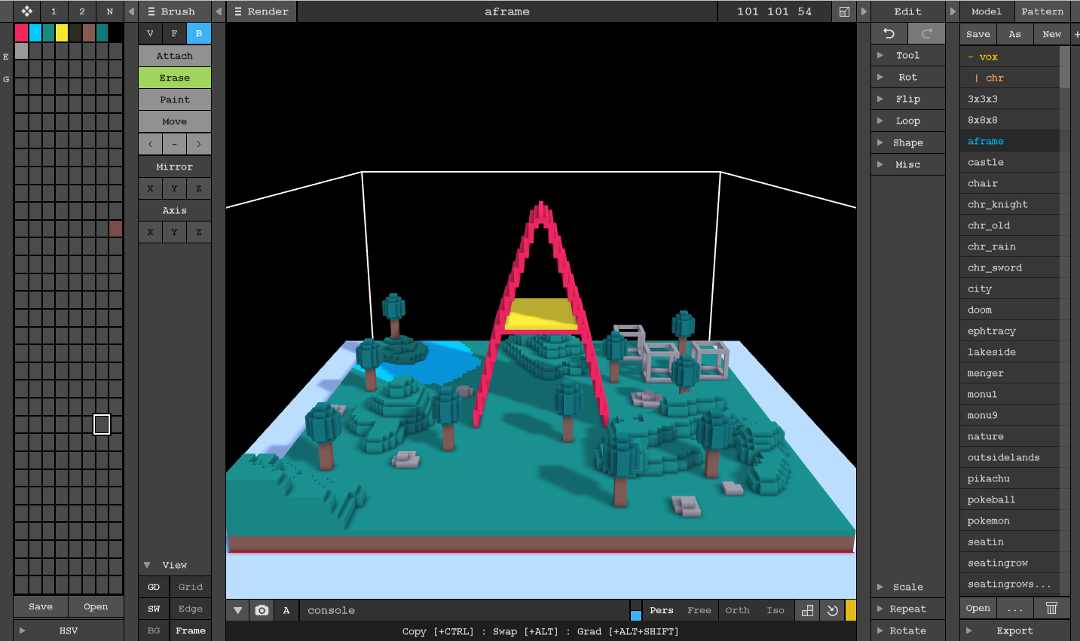 1 2 N Brush Render aframe 101 101 54 Edit Model Pattern
V F B Save As New +
E Attach Tool - vox
G Erase Rot | chr
Paint Flip 3x3x3
Move Loop 8x8x8
< - > Shape aframe
Mirror Misc castle
X Y Z chair
Axis chr_knight
X Y Z chr_old
chr_rain
chr_sword
city
doom
ephtracy
lakeside
menger
monu1
monu9
nature
outsidelands
pikachu
pokeball
pokemon
seatin
View seatingrow
GD Grid Scale seatingrows...
Save Open SW Edge A console Pers Free Orth Iso Repeat Open ...
HSV BG Frame Copy [+CTRL] : Swap [+ALT] : Grad [+ALT+SHIFT] Rotate Export